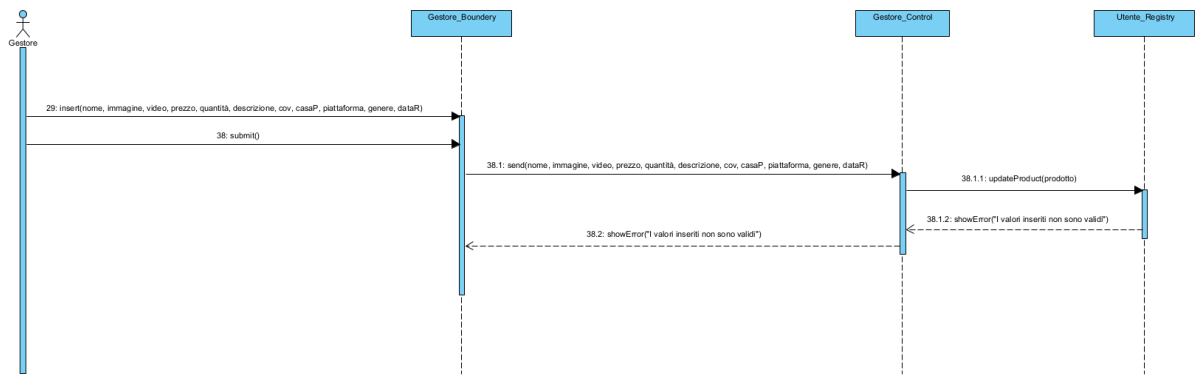 Gestore
Gestore_Boundery
Gestore_Control
Utente_Registry
29: insert(nome, immagine, video, prezzo, quantità, descrizione, cov, casaP, piattaforma, genere, dataR)
38: submit()
38.1: send(nome, immagine, video, prezzo, quantità, descrizione, cov, casaP, piattaforma, genere, dataR)
38.1.1: updateProduct(prodotto)
38.1.2: showError("I valori inseriti non sono validi")
38.2: showError("I valori inseriti non sono validi")